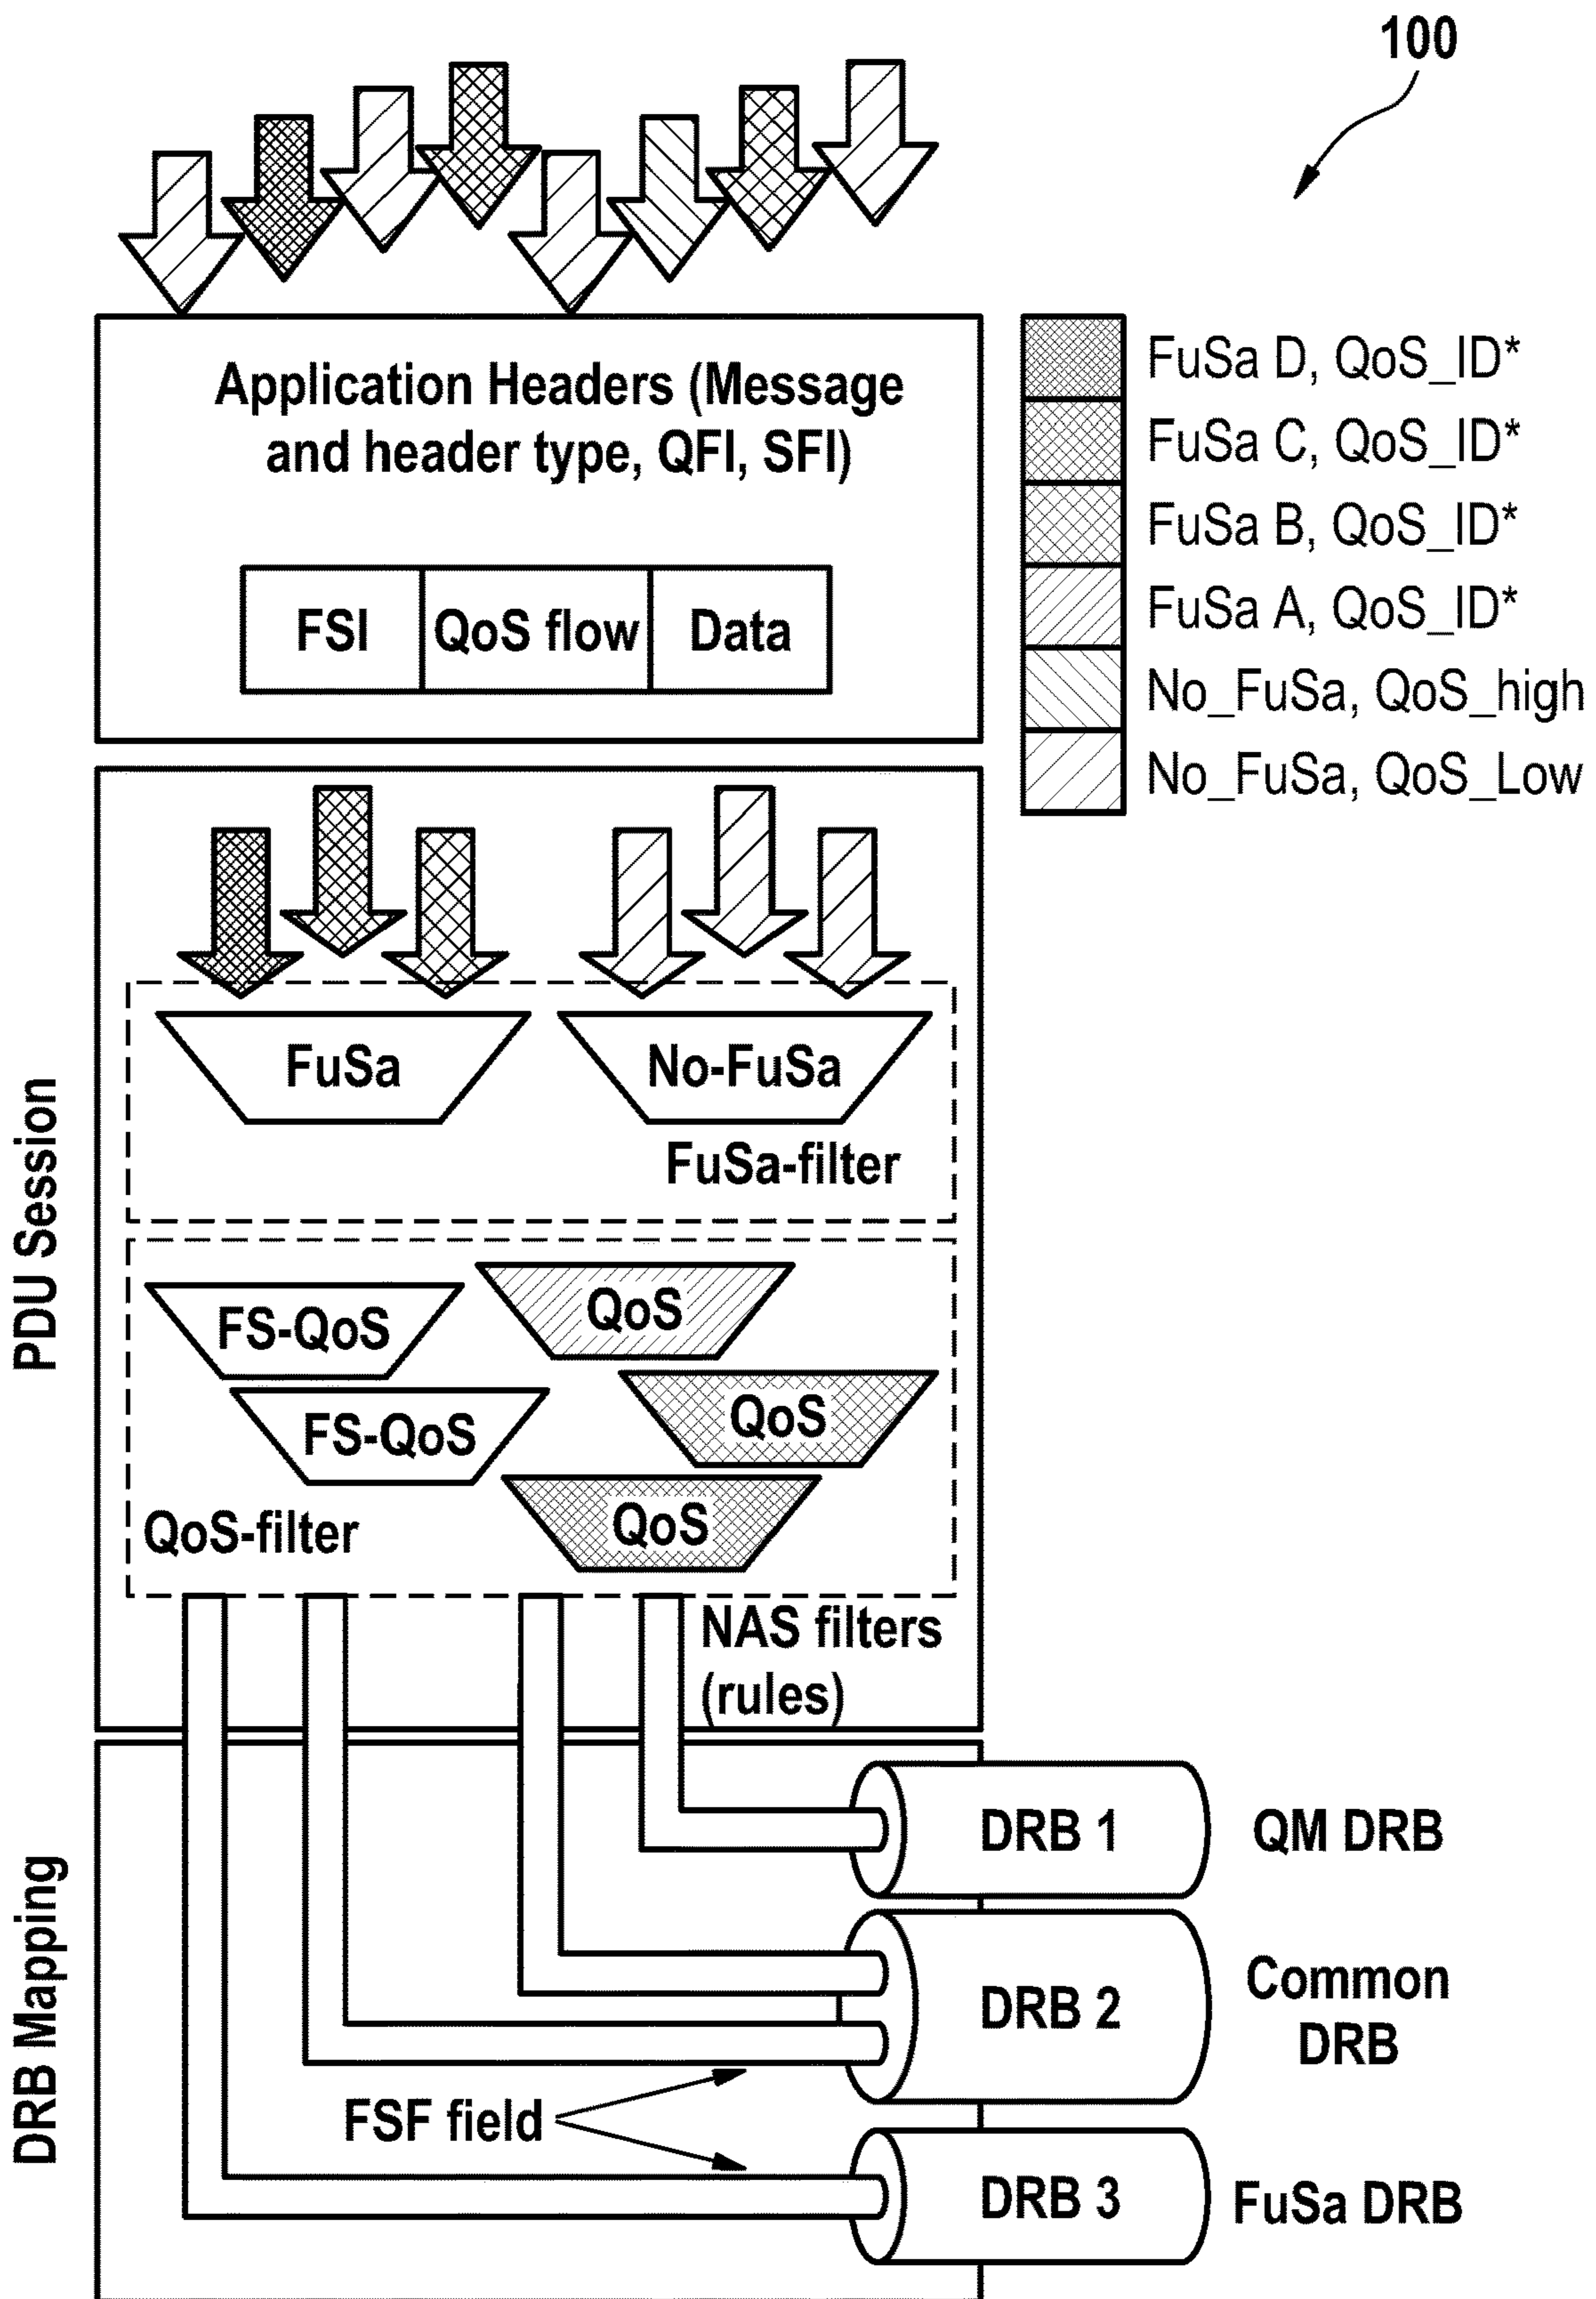 100
Application Headers (Message
and header type, QFI, SFI)
FSI QoS flow Data
FuSa D, QoS_ID*
FuSa C, QoS_ID*
FuSa B, QoS_ID*
FuSa A, QoS_ID*
No_FuSa, QoS_high
No_FuSa, QoS_Low
PDU Session
FuSa No-FuSa
FuSa-filter
QoS
FS-QoS
QoS
FS-QoS
QoS
QoS-filter
NAS filters
(rules)
DRB Mapping
DRB 1 QM DRB
DRB 2 Common
DRB
FSF field
DRB 3 FuSa DRB